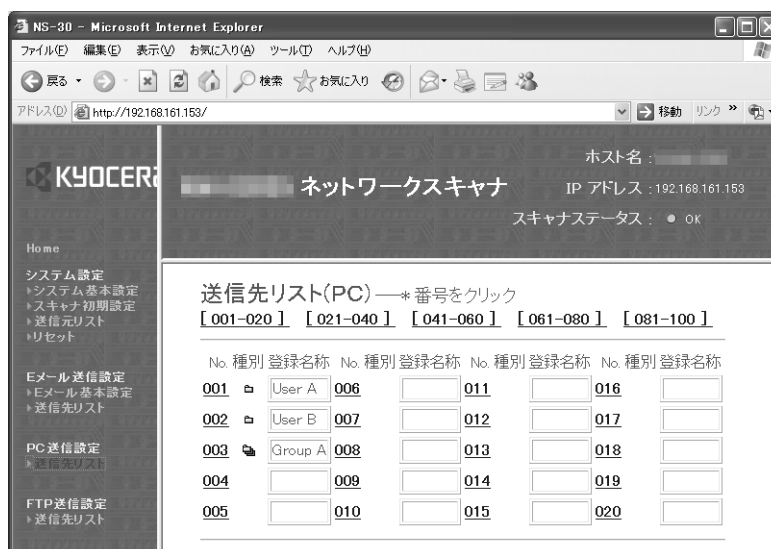 NS-30 - Microsoft Internet Explorer
ファイル(F) 編集(E) 表示(V) お気に入り(A) ツール(T) ヘルプ(H)
戻る 検索 お気に入り
アドレス(D) http://192.168.161.153/ 移動 リンク »
KYOCERA
ネットワークスキャナ
ホスト名 :
IP アドレス : 192.168.161.153
スキャナステータス : OK
Home
システム設定
システム基本設定
スキャナ初期設定
送信元リスト
リセット
Eメール送信設定
Eメール基本設定
送信先リスト
PC送信設定
送信先リスト
FTP送信設定
送信先リスト
送信先リスト(PC)──* 番号をクリック
[ 001-020 ] [ 021-040 ] [ 041-060 ] [ 061-080 ] [ 081-100 ]
No. 種別 登録名称 No. 種別 登録名称 No. 種別 登録名称 No. 種別 登録名称
001 User A 006 011 016
002 User B 007 012 017
003 Group A 008 013 018
004 009 014 019
005 010 015 020